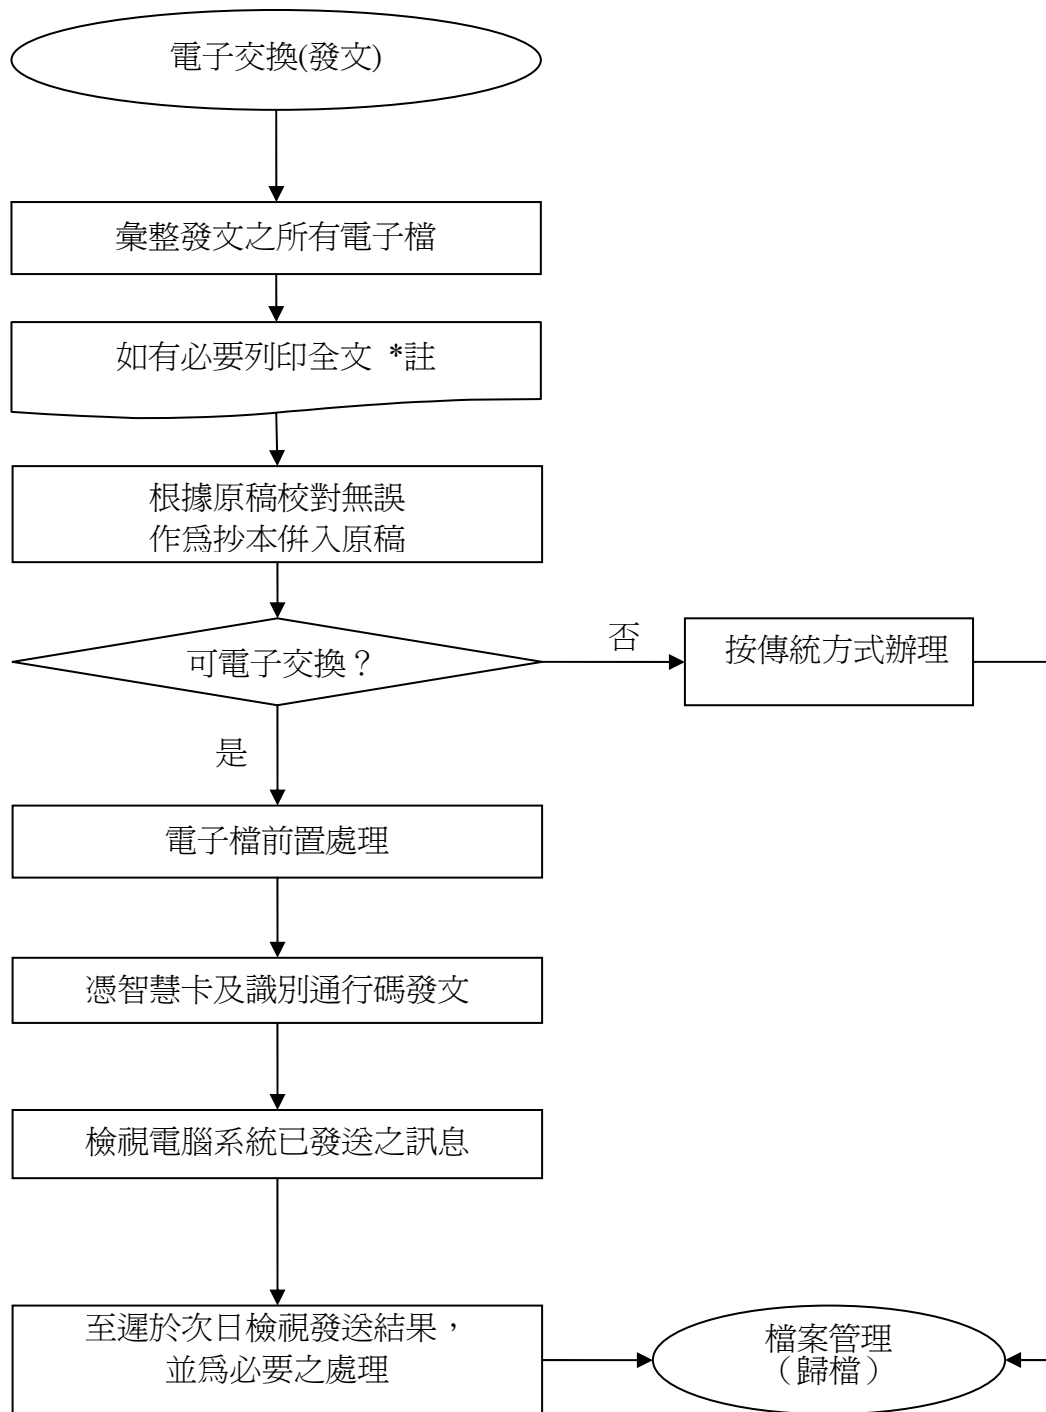 電子交換(發文)
彙整發文之所有電子檔
如有必要列印全文 *註
根據原稿校對無誤
作為抄本併入原稿
可電子交換？
否
按傳統方式辦理
是
電子檔前置處理
憑智慧卡及識別通行碼發文
檢視電腦系統已發送之訊息
至遲於次日檢視發送結果，
並為必要之處理
檔案管理
（歸檔）